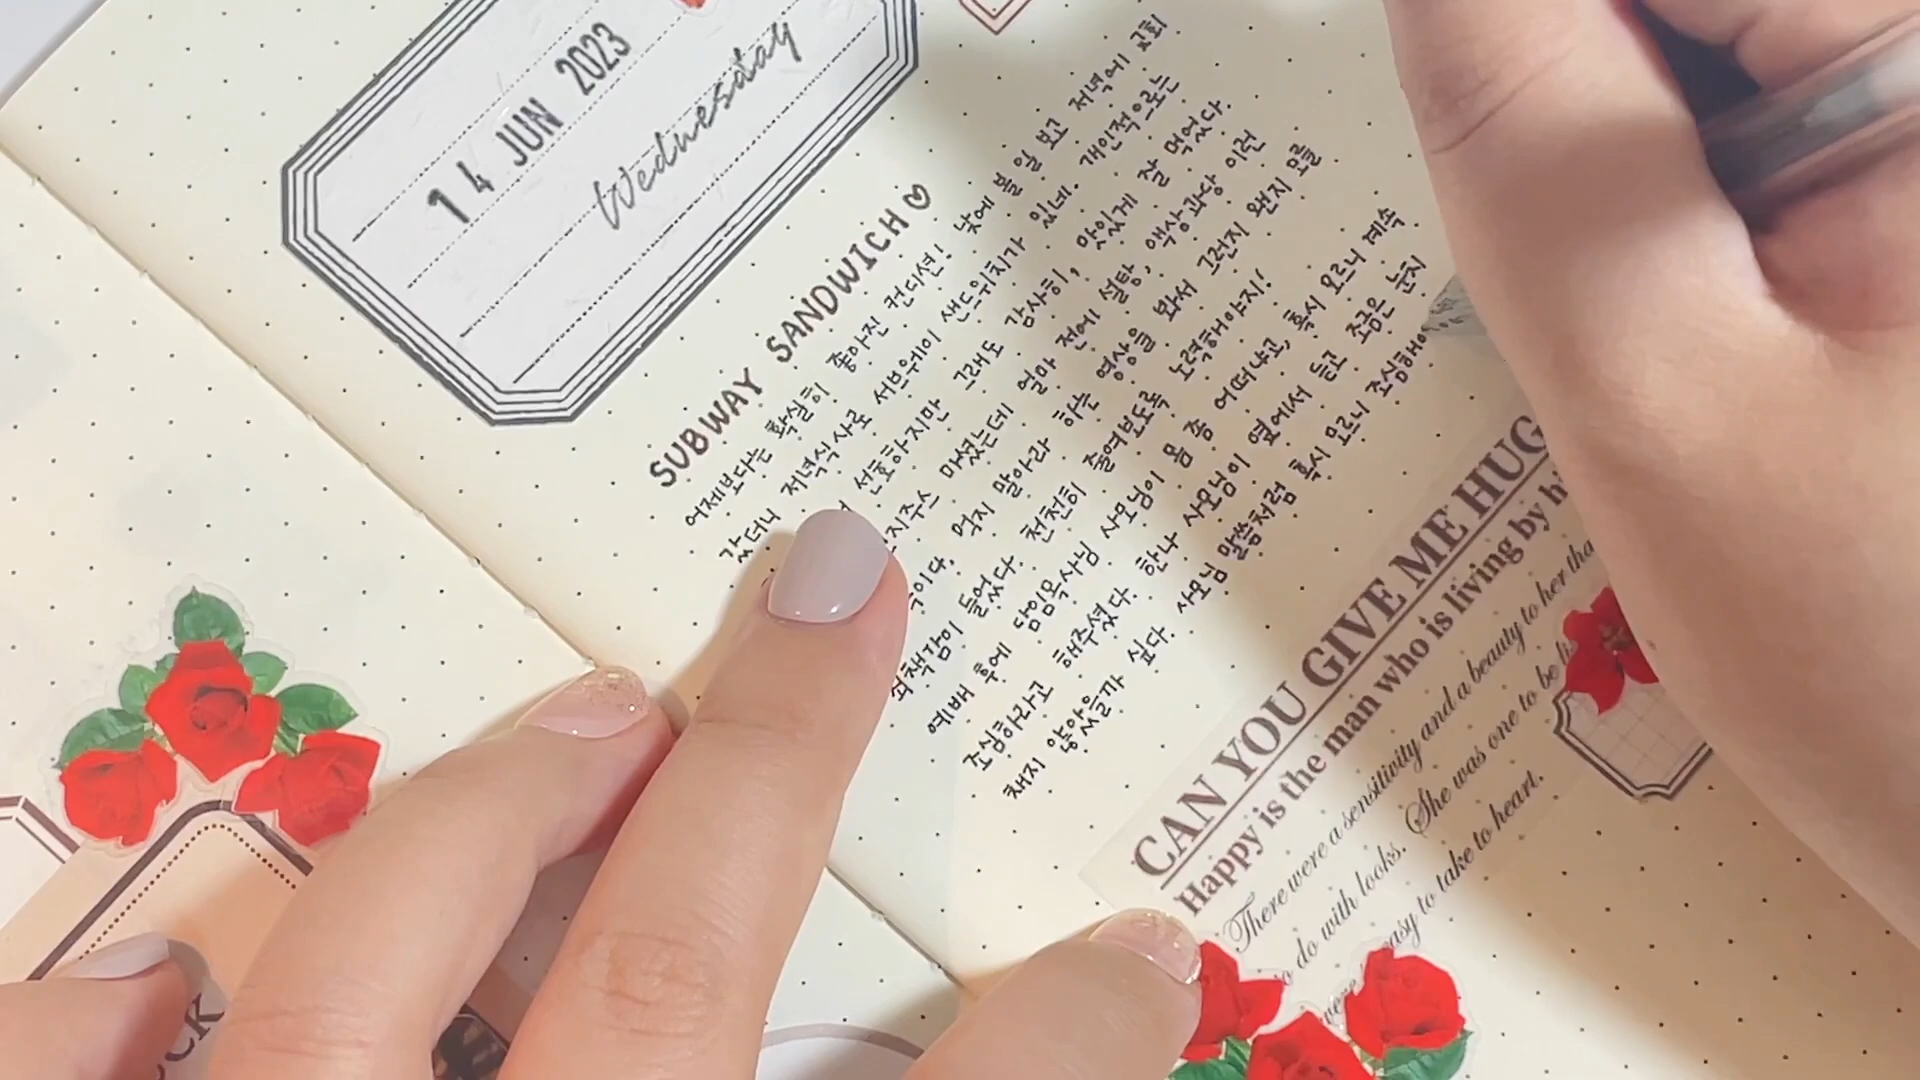 14 JUN 2023
Wednesday
SUBWAY SANDWICH
어제보다는 확실히 좋아진 컨디션! 낮에 볼 일 보고 저녁에 교회
갔더니 저녁식사로 서브웨이 샌드위치가 있네. 개인적으로는
선호하지만 그래도 감사히, 맛있게 잘 먹었다.
마셨는데 얼마 전에 설탕, 액상과당 이런
억지 말아라 하는 영상을 봐서 그런지 왠지 모를
죄책감이 들었다. 천천히 줄여보도록 노력해야지!
예배 후에 담임목사님 사모님이 몸 좀 어떠냐고, 혹시 모르니 계속
조심하라고 해주셨다. 한나 사모님이 옆에서 듣고 조금은 눈치
채지 않았을까 싶다. 사모님 말씀처럼 혹시 모르니 조심해야
CAN YOU GIVE ME HUG
Happy is the man who is living by
There were a sensitivity and a beauty to her
do with looks. She was one to be
easy to take to heart.